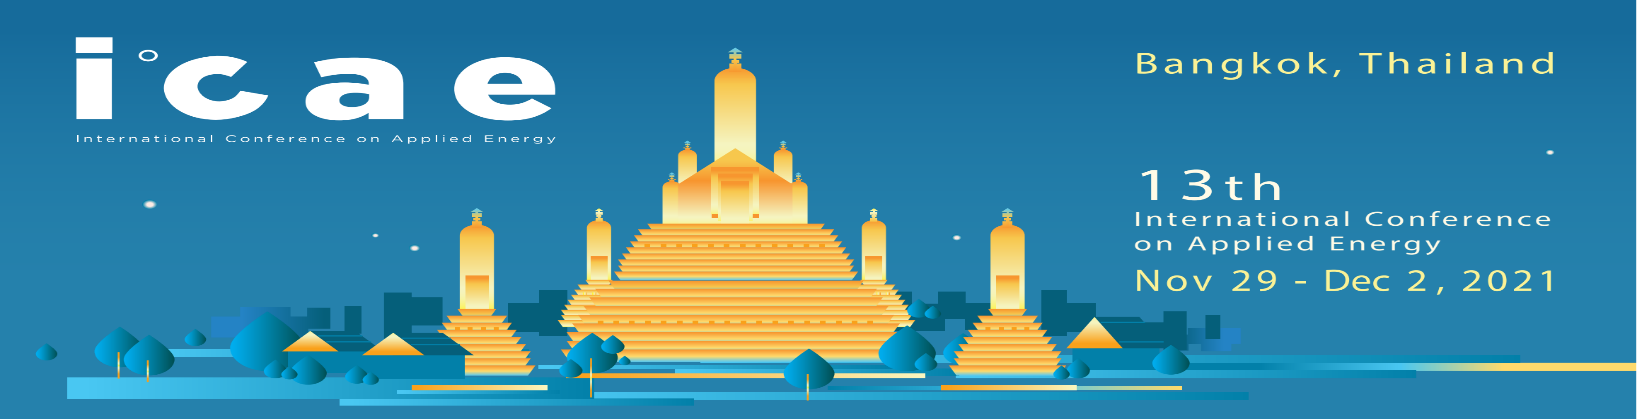 icae
International Conference on Applied Energy
Bangkok, Thailand
13th
International Conference
on Applied Energy
Nov 29 - Dec 2, 2021